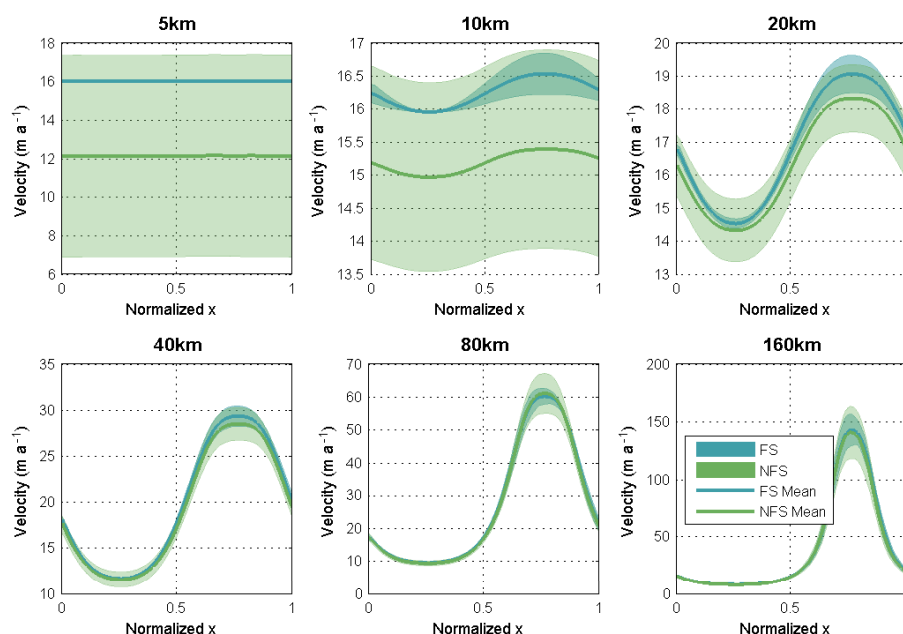 5km
10km
20km
Velocity (m a⁻¹)
18
16
14
12
10
8
6
0
0.5
1
Normalized x
Velocity (m a⁻¹)
17
16.5
16
15.5
15
14.5
14
13.5
0
0.5
1
Normalized x
Velocity (m a⁻¹)
20
19
18
17
16
15
14
13
0
0.5
Normalized x
40km
80km
160km
Velocity (m a⁻¹)
35
30
25
20
15
10
0
0.5
1
Normalized x
Velocity (m a⁻¹)
70
60
50
40
30
20
10
0
0
0.5
1
Normalized x
Velocity (m a⁻¹)
200
150
100
50
0
0
0.5
1
Normalized x
FS
NFS
FS Mean
NFS Mean